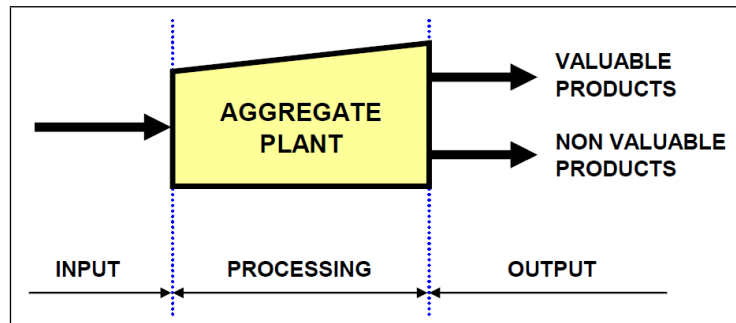 VALUABLE
PRODUCTS
AGGREGATE
PLANT
NON VALUABLE
PRODUCTS
INPUT
PROCESSING
OUTPUT